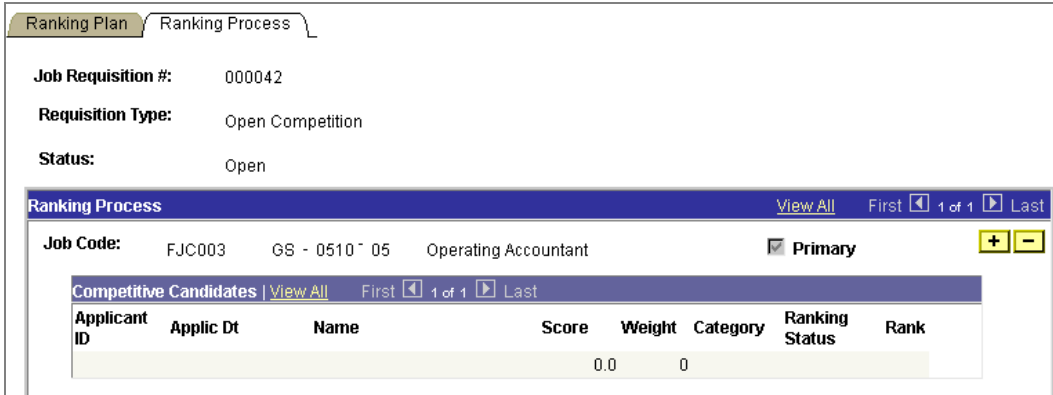 Ranking Plan Ranking Process
Job Requisition #: 000042
Requisition Type: Open Competition
Status: Open
Ranking Process View All First 1 of 1 Last
Job Code: FJC003 GS - 0510 - 05 Operating Accountant Primary + -
Competitive Candidates | View All First 1 of 1 Last
Applicant ID Applic Dt Name Score Weight Category Ranking Status Rank
0.0 0